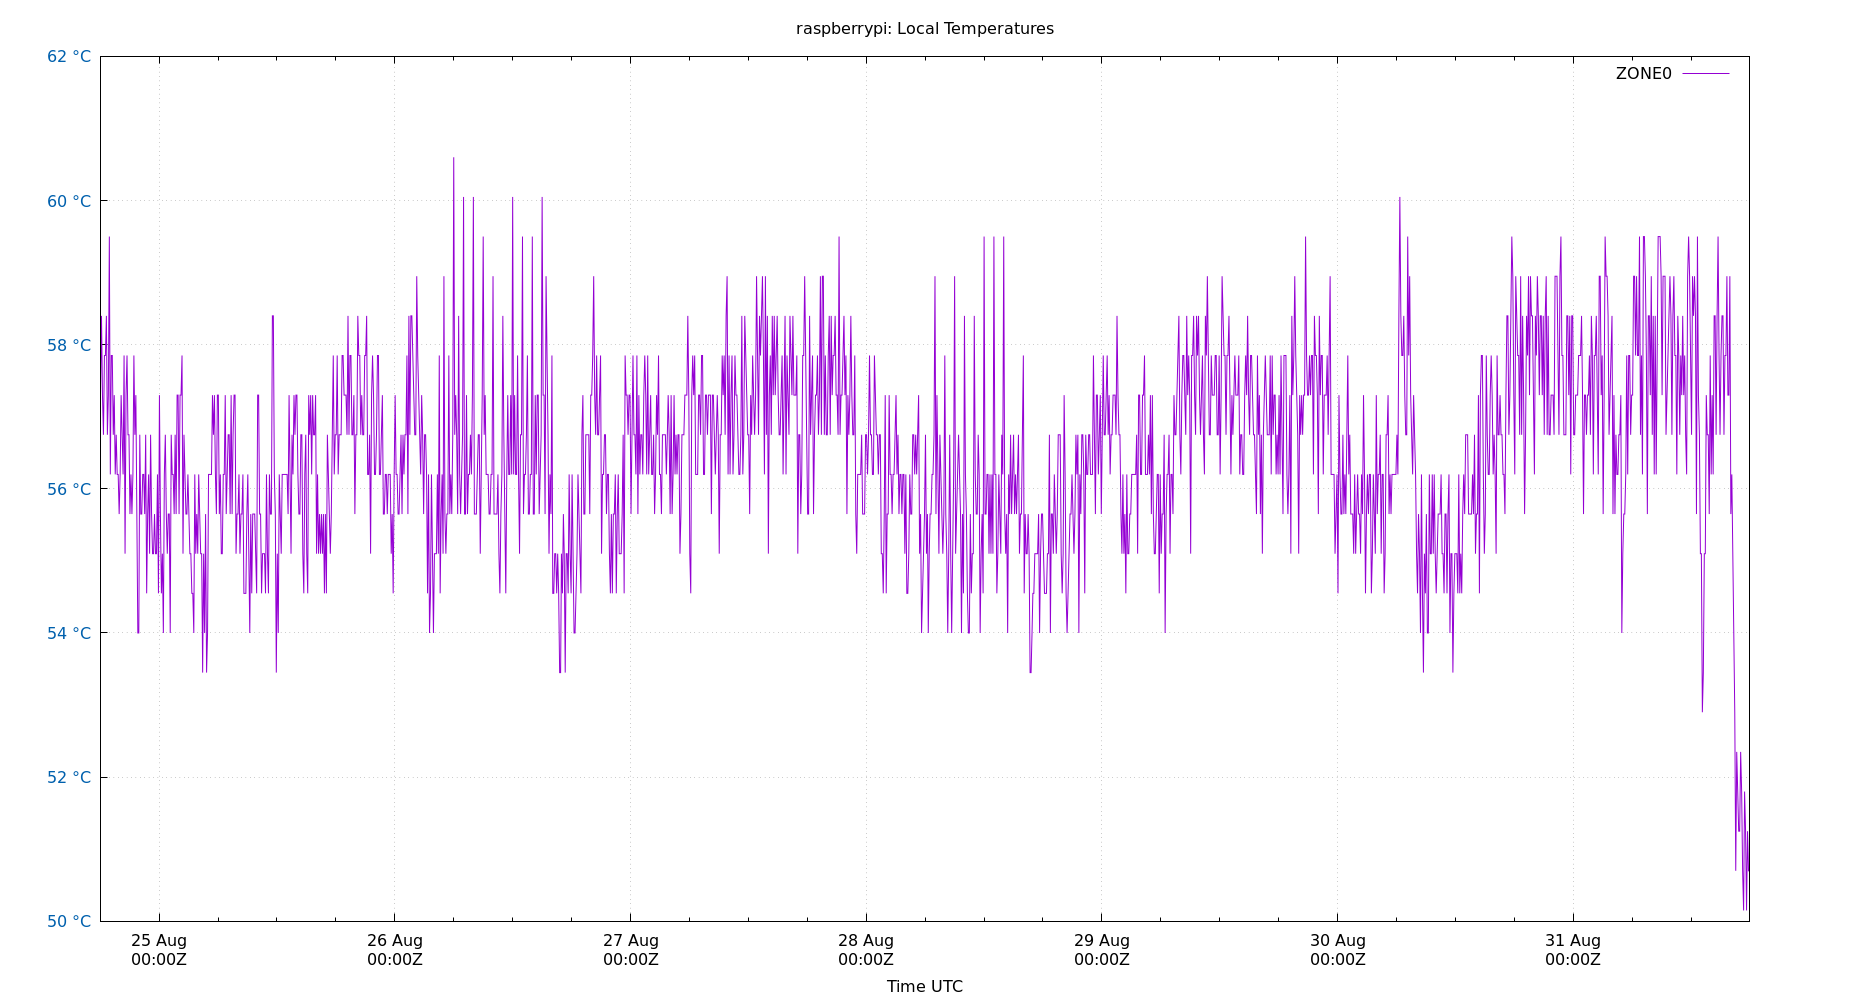 raspberrypi: Local Temperatures
62 °C
ZONE0
60 °C
58 °C
56 °C
54 °C
52 °C
50 °C
25 Aug 26 Aug 27 Aug 28 Aug 29 Aug 30 Aug 31 Aug
00:00Z 00:00Z 00:00Z 00:00Z 00:00Z 00:00Z 00:00Z
Time UTC